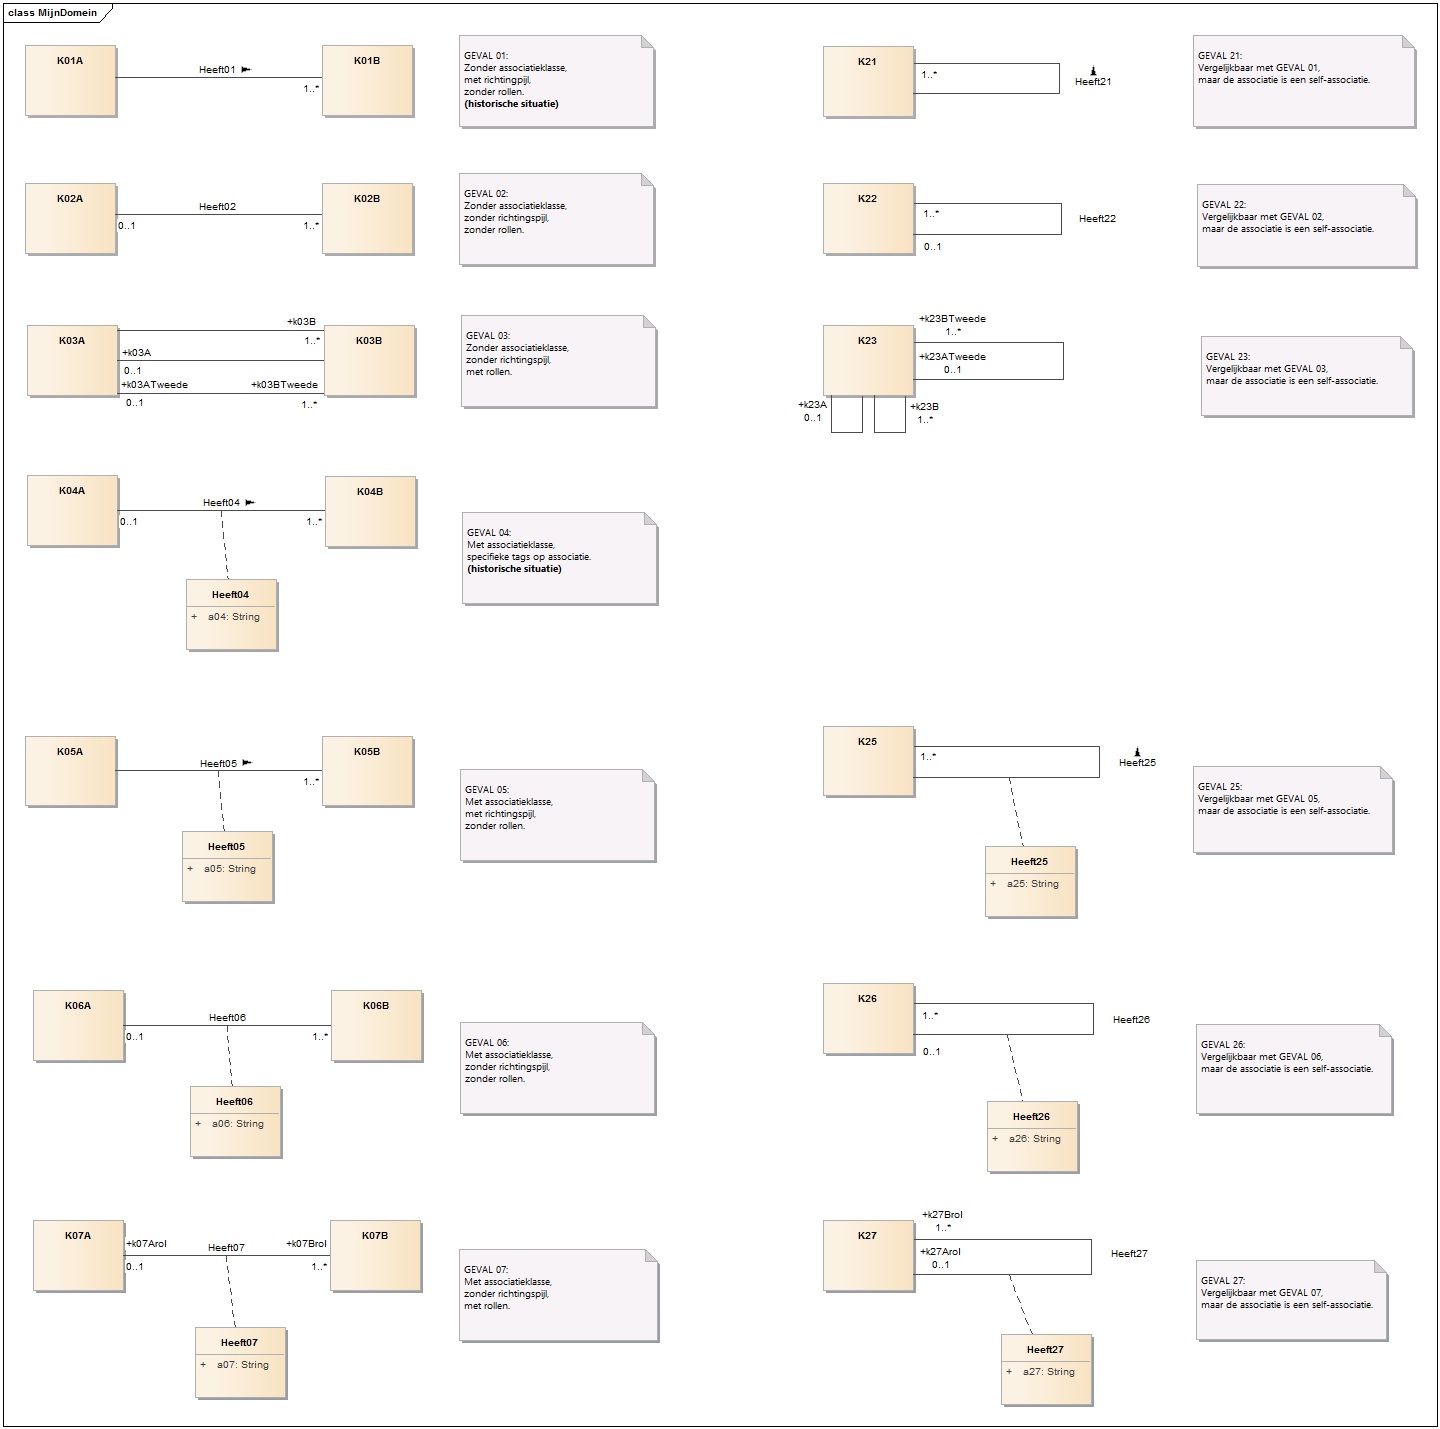 class MijnDomein
K01A
Heeft01
K01B
1..*
GEVAL 01:
Zonder associatieklasse,
met richtingpijl,
zonder rollen.
(historische situatie)
K21
1..*
Heeft21
GEVAL 21:
Vergelijkbaar met GEVAL 01,
maar de associatie is een self-associatie.
K02A
Heeft02
K02B
0..1
1..*
GEVAL 02:
Zonder associatieklasse,
zonder richtingspijl,
zonder rollen.
K22
1..*
0..1
Heeft22
GEVAL 22:
Vergelijkbaar met GEVAL 02,
maar de associatie is een self-associatie.
K03A
+k03B
1..*
K03B
+k03A
0..1
+k03ATweede
+k03BTweede
0..1
1..*
GEVAL 03:
Zonder associatieklasse,
zonder richtingspijl,
met rollen.
K23
+k23BTweede
1..*
+k23ATweede
0..1
+k23A
0..1
+k23B
1..*
GEVAL 23:
Vergelijkbaar met GEVAL 03,
maar de associatie is een self-associatie.
K04A
Heeft04
K04B
0..1
1..*
Heeft04
+ a04: String
GEVAL 04:
Met associatieklasse,
specifieke tags op associatie.
(historische situatie)
K05A
Heeft05
K05B
1..*
Heeft05
+ a05: String
GEVAL 05:
Met associatieklasse,
met richtingspijl,
zonder rollen.
K25
1..*
Heeft25
Heeft25
+ a25: String
GEVAL 25:
Vergelijkbaar met GEVAL 05,
maar de associatie is een self-associatie.
K06A
Heeft06
K06B
0..1
1..*
Heeft06
+ a06: String
GEVAL 06:
Met associatieklasse,
zonder richtingspijl,
zonder rollen.
K26
1..*
0..1
Heeft26
Heeft26
+ a26: String
GEVAL 26:
Vergelijkbaar met GEVAL 06,
maar de associatie is een self-associatie.
K07A
+k07Arol
0..1
Heeft07
+k07Brol
1..*
K07B
Heeft07
+ a07: String
GEVAL 07:
Met associatieklasse,
zonder richtingspijl,
met rollen.
K27
+k27Brol
1..*
+k27Arol
0..1
Heeft27
Heeft27
+ a27: String
GEVAL 27:
Vergelijkbaar met GEVAL 07,
maar de associatie is een self-associatie.